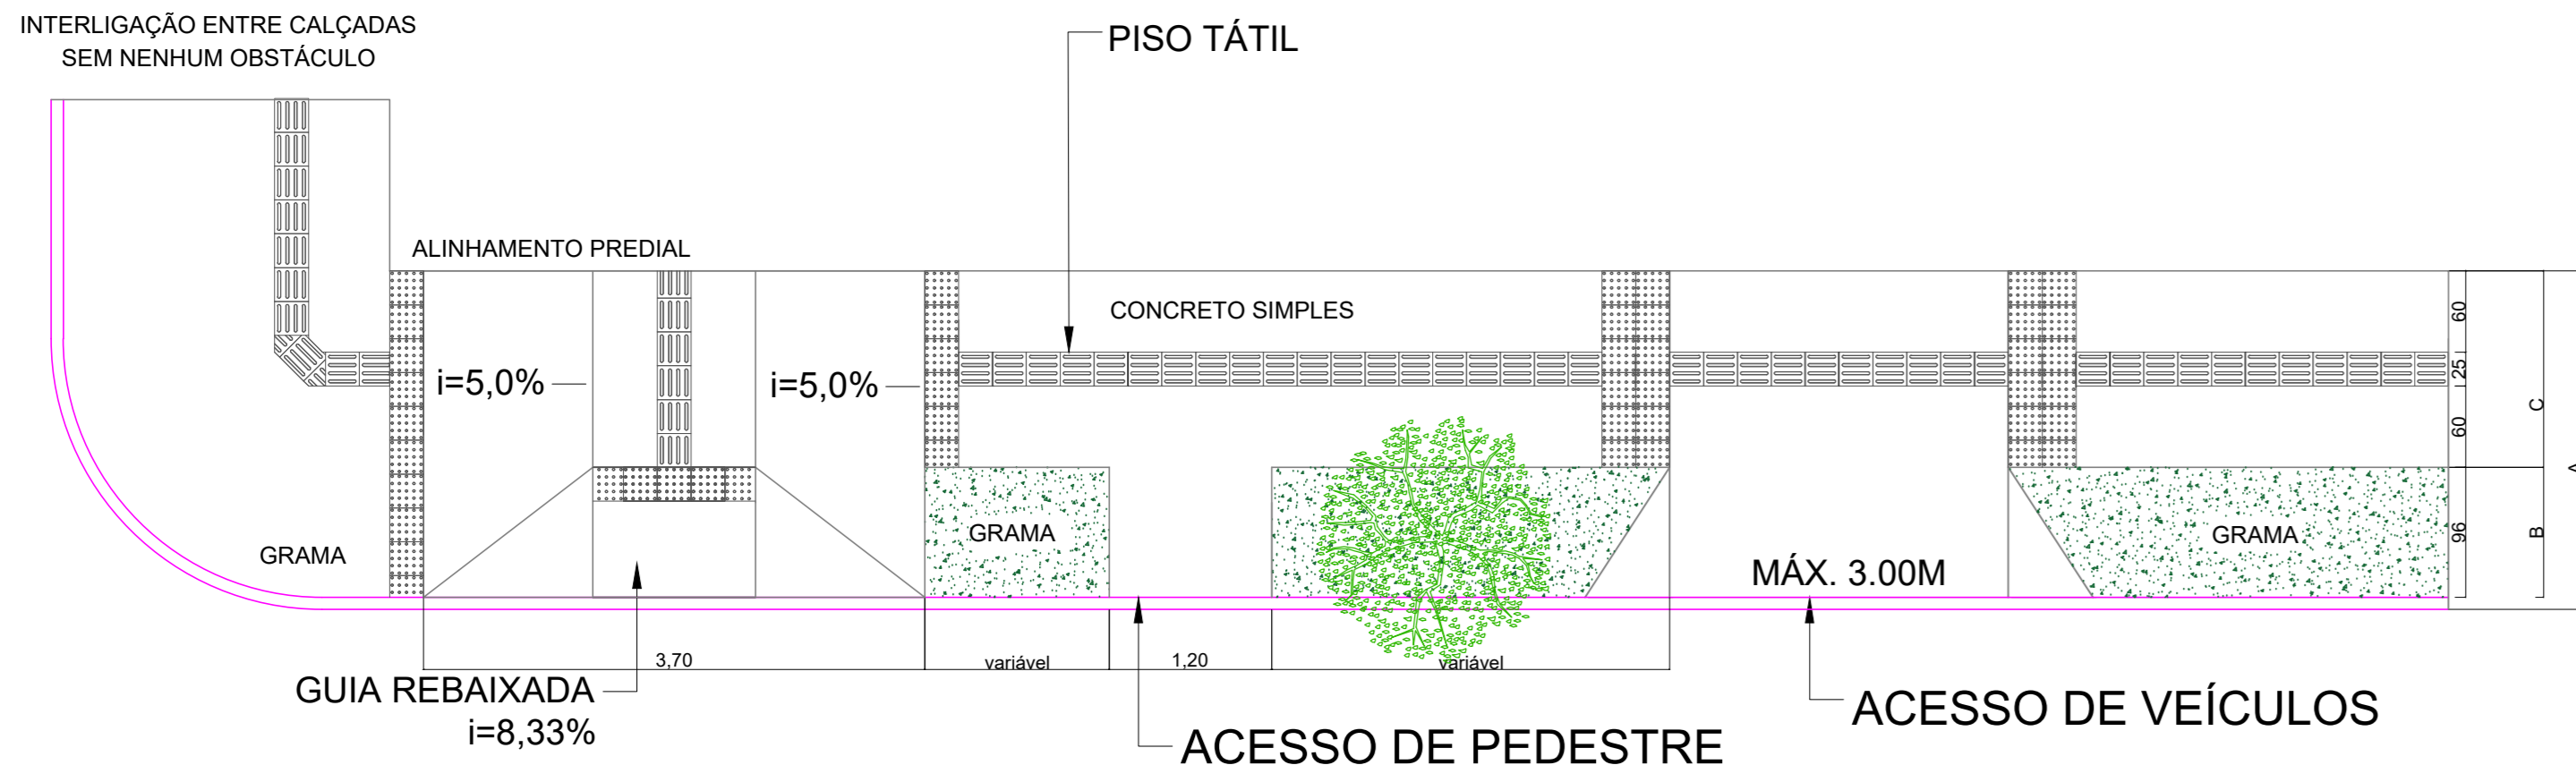 INTERLIGAÇÃO ENTRE CALÇADAS
SEM NENHUM OBSTÁCULO
PISO TÁTIL
ALINHAMENTO PREDIAL
CONCRETO SIMPLES
i=5,0%
i=5,0%
60
25
60
96
C
B
A
GRAMA
GRAMA
GRAMA
MÁX. 3.00M
3,70
variável
1,20
variável
GUIA REBAIXADA
i=8,33%
ACESSO DE PEDESTRE
ACESSO DE VEÍCULOS